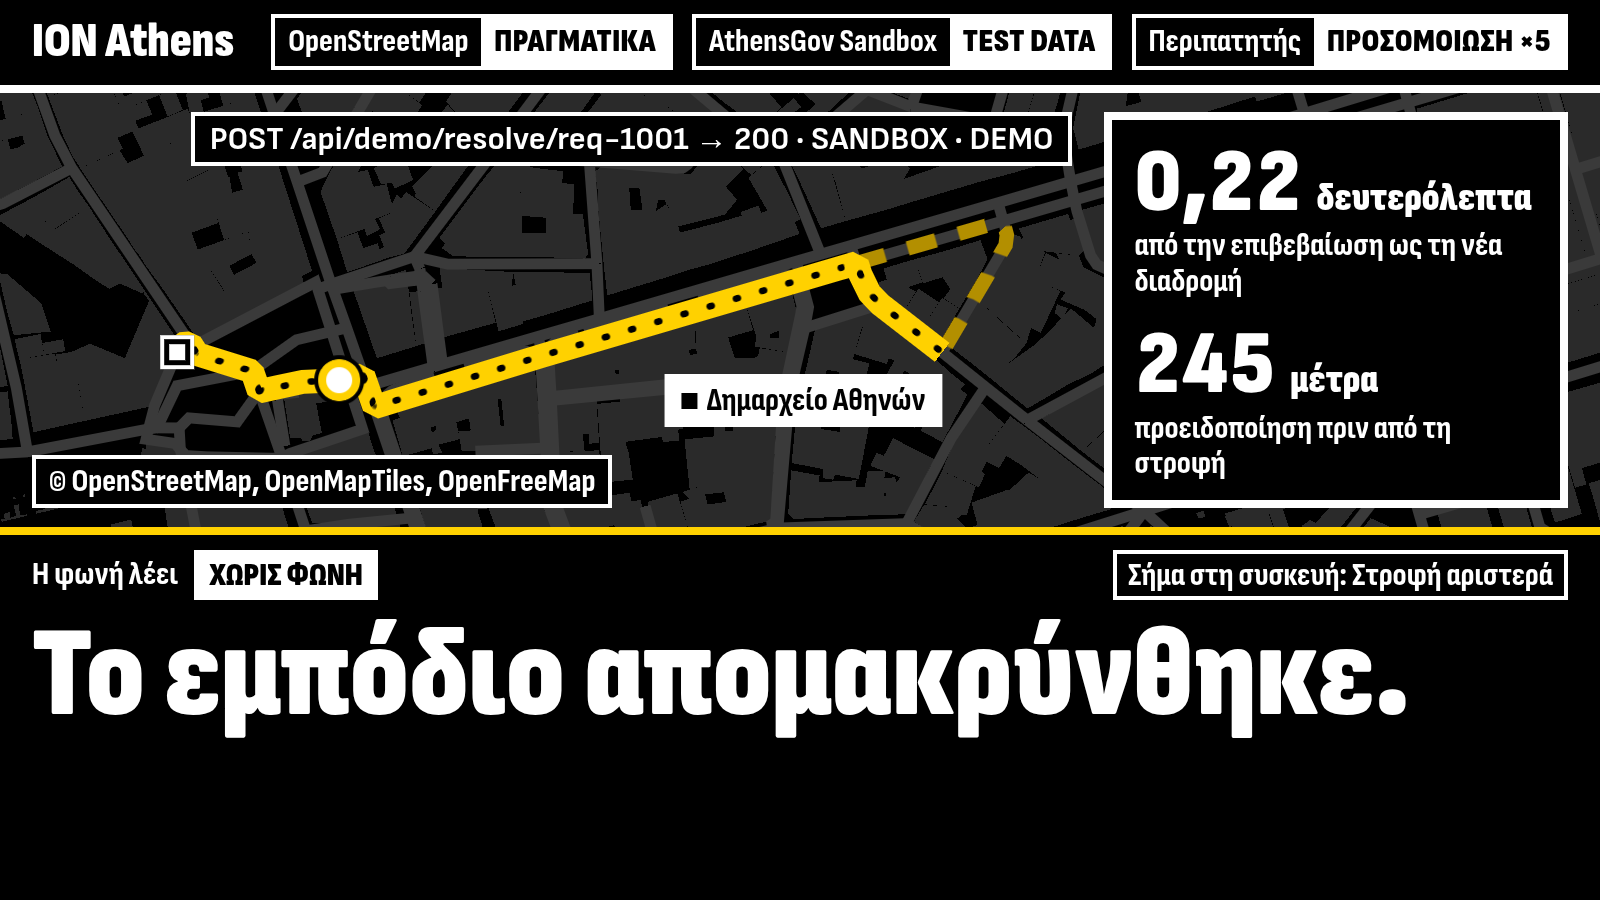 ION Athens
OpenStreetMap ΠΡΑΓΜΑΤΙΚΑ
AthensGov Sandbox TEST DATA
Περιπατητής ΠΡΟΣΟΜΟΙΩΣΗ ×5
POST /api/demo/resolve/req-1001 → 200 · SANDBOX · DEMO
0,22 δευτερόλεπτα
από την επιβεβαίωση ως τη νέα
διαδρομή
245 μέτρα
προειδοποίηση πριν από τη
στροφή
■ Δημαρχείο Αθηνών
© OpenStreetMap, OpenMapTiles, OpenFreeMap
Η φωνή λέει ΧΩΡΙΣ ΦΩΝΗ
Σήμα στη συσκευή: Στροφή αριστερά
Το εμπόδιο απομακρύνθηκε.